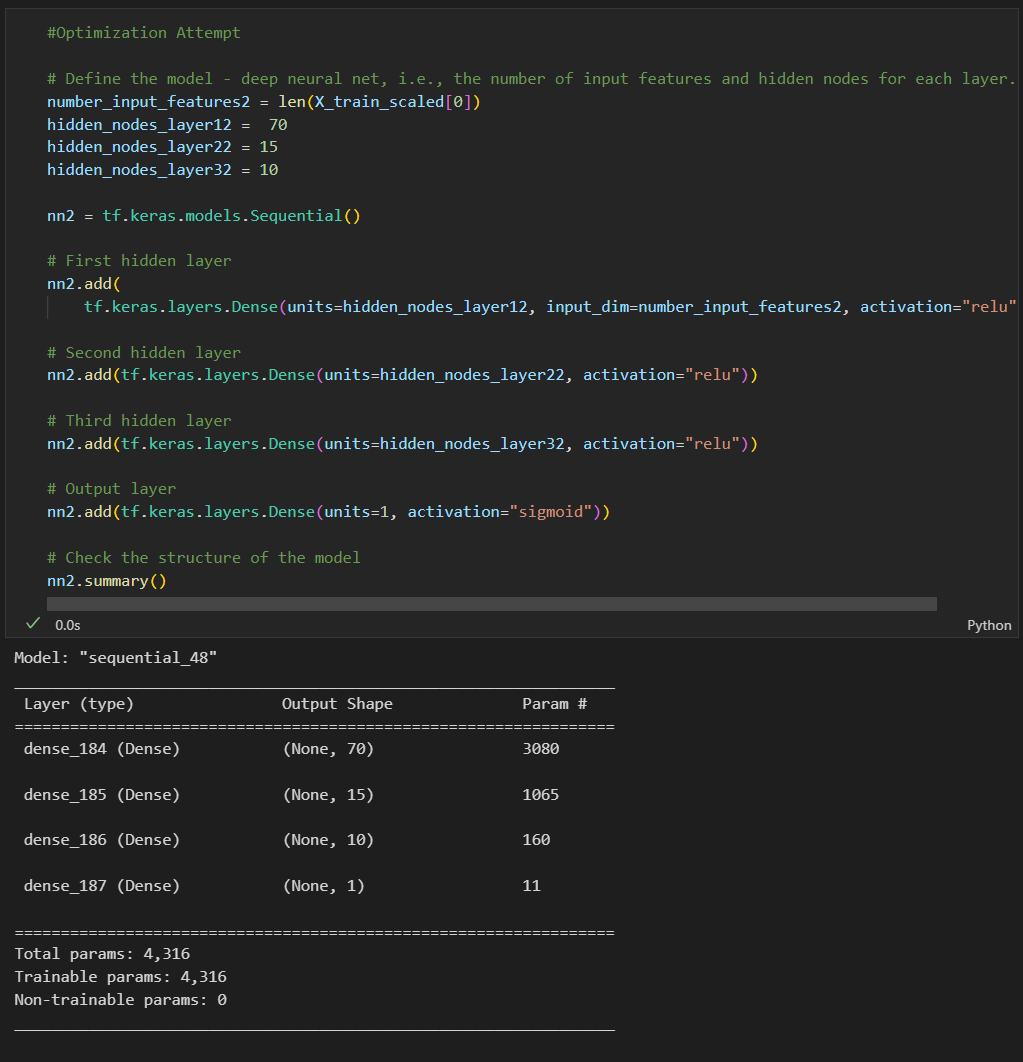 #Optimization Attempt
# Define the model - deep neural net, i.e., the number of input features and hidden nodes for each layer.
number_input_features2 = len(X_train_scaled[0])
hidden_nodes_layer12 =  70
hidden_nodes_layer22 = 15
hidden_nodes_layer32 = 10
nn2 = tf.keras.models.Sequential()
# First hidden layer
nn2.add(
    tf.keras.layers.Dense(units=hidden_nodes_layer12, input_dim=number_input_features2, activation="relu"
# Second hidden layer
nn2.add(tf.keras.layers.Dense(units=hidden_nodes_layer22, activation="relu"))
# Third hidden layer
nn2.add(tf.keras.layers.Dense(units=hidden_nodes_layer32, activation="relu"))
# Output layer
nn2.add(tf.keras.layers.Dense(units=1, activation="sigmoid"))
# Check the structure of the model
nn2.summary()
0.0s Python
Model: "sequential_48"
_________________________________________________________________
Layer (type) Output Shape Param #
=================================================================
dense_184 (Dense) (None, 70) 3080
dense_185 (Dense) (None, 15) 1065
dense_186 (Dense) (None, 10) 160
dense_187 (Dense) (None, 1) 11
=================================================================
Total params: 4,316
Trainable params: 4,316
Non-trainable params: 0
_________________________________________________________________